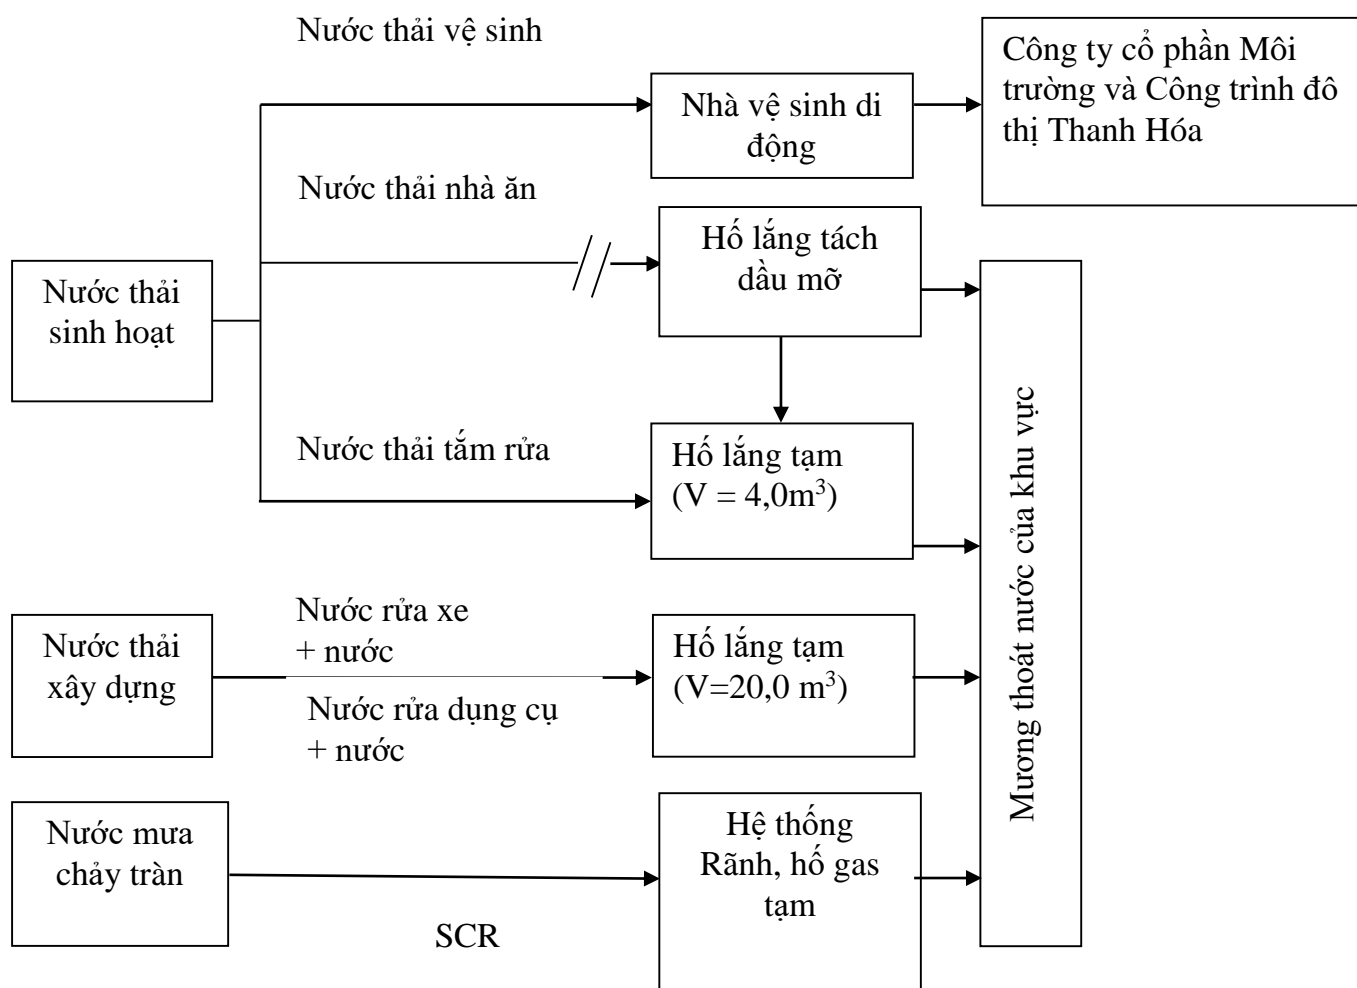 Nước thải vệ sinh
Công ty cổ phần Môi
trường và Công trình đô
thị Thanh Hóa
Nhà vệ sinh di
động
Nước thải nhà ăn
Hố lắng tách
dầu mỡ
Nước thải
sinh hoạt
Nước thải tắm rửa
Hố lắng tạm
(V = 4,0m³)
Mương thoát nước của khu vực
Nước rửa xe
+ nước
Nước thải
xây dựng
Hố lắng tạm
(V=20,0 m³)
Nước rửa dụng cụ
+ nước
Nước mưa
chảy tràn
Hệ thống
Rãnh, hố gas
tạm
SCR